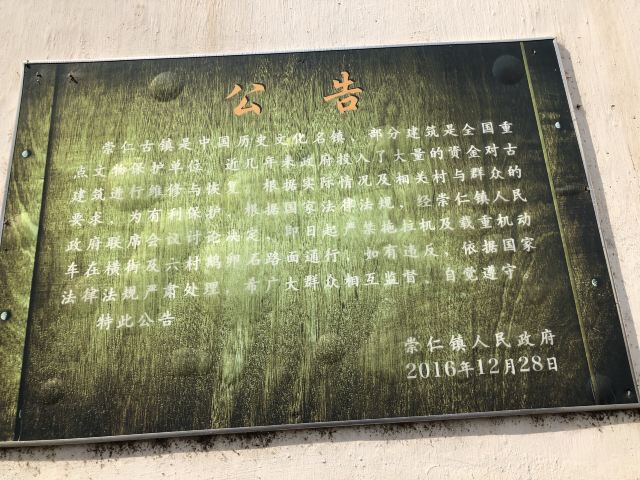 公告
崇仁古镇是中国历史文化名镇、部分建筑是全国重
点文物保护单位，近几年来政府投入了大量的资金对古
建筑进行维修与恢复，根据实际情况及相关村与群众的
要求，为有利保护，根据国家法律法规，经崇仁镇人民
政府联席会议讨论决定，即日起严禁拖拉机及载重机动
车在横街及六村鹅卵石路面通行，如有违反，依据国家
法律法规严肃处理，希广大群众相互监督、自觉遵守。
特此公告
崇仁镇人民政府
2016年12月28日